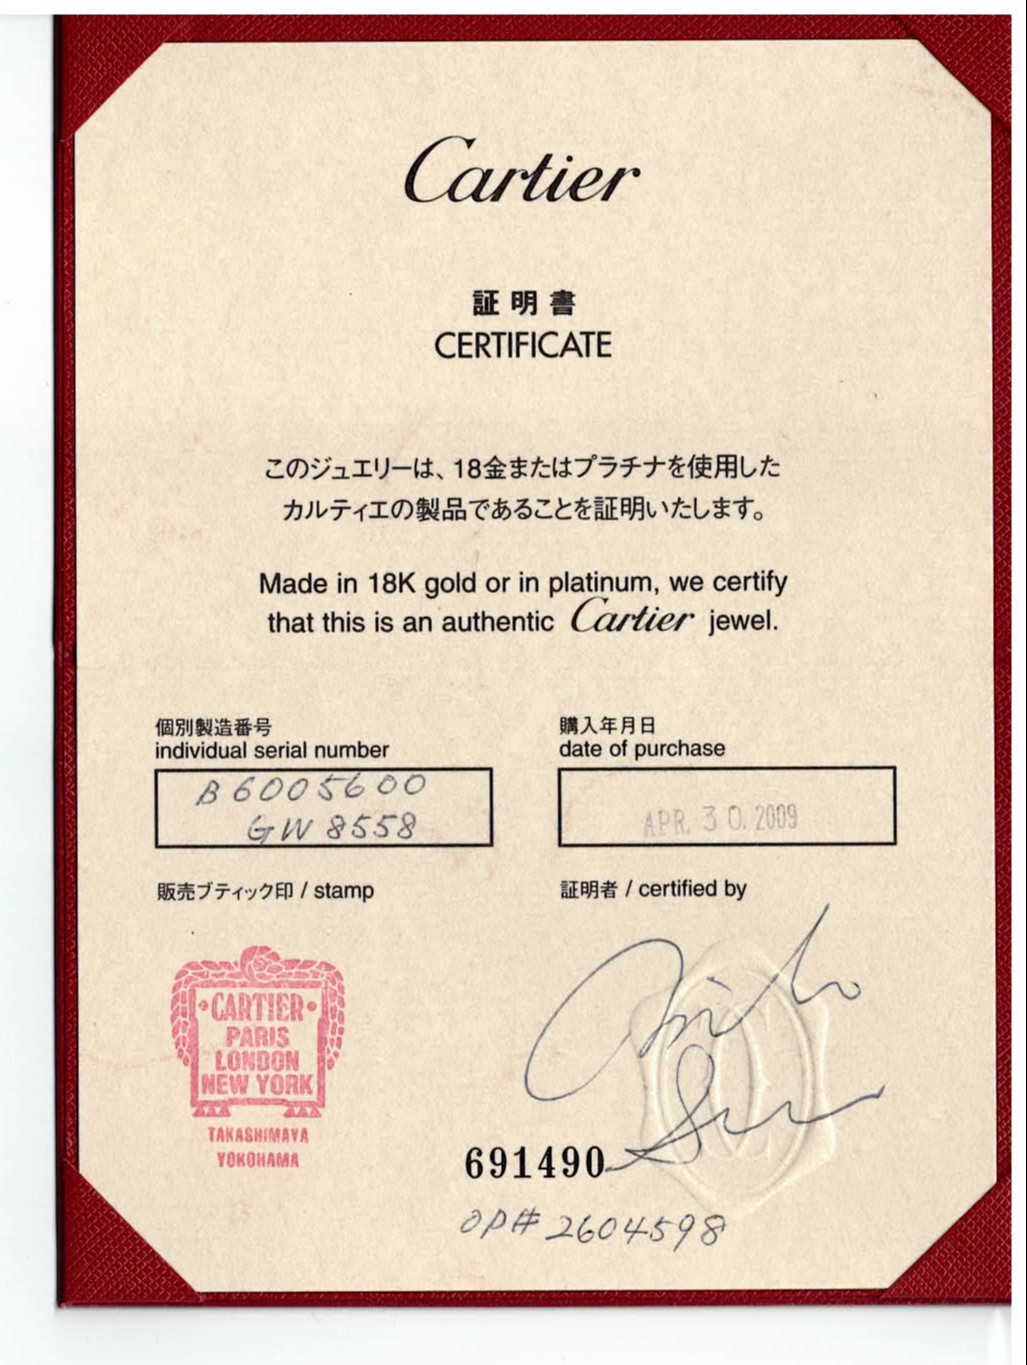 Cartier
証明書
CERTIFICATE
このジュエリーは、18金またはプラチナを使用した
カルティエの製品であることを証明いたします。
Made in 18K gold or in platinum, we certify
that this is an authentic Cartier jewel.
個別製造番号
individual serial number
B6005600
GW8558
購入年月日
date of purchase
APR. 30. 2009
販売ブティック印 / stamp
証明者 / certified by
·CARTIER·
PARIS
LONDON
NEW YORK
TAKASHIMAYA
YOKOHAMA
691490
OP# 2604598